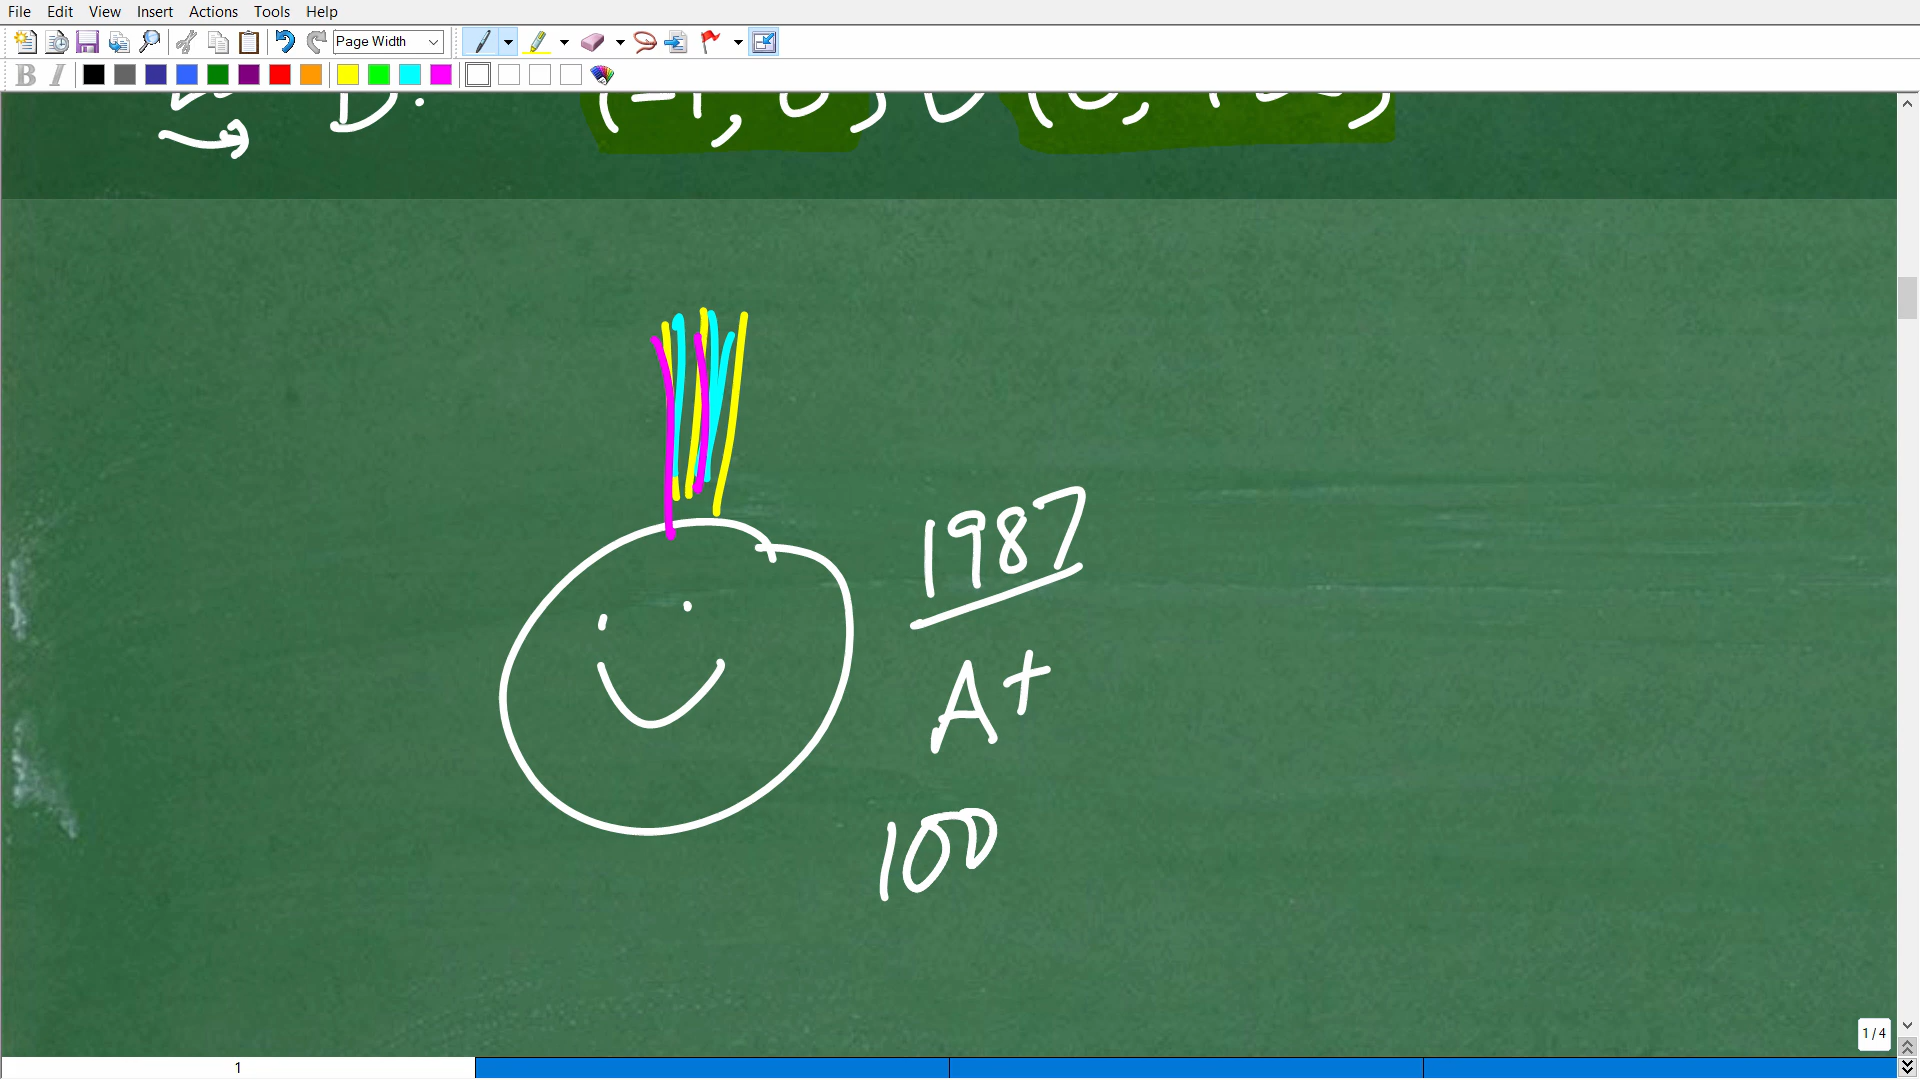 File Edit View Insert Actions Tools Help
Page Width
B I
D:
1987
A+
100
1 / 4
1